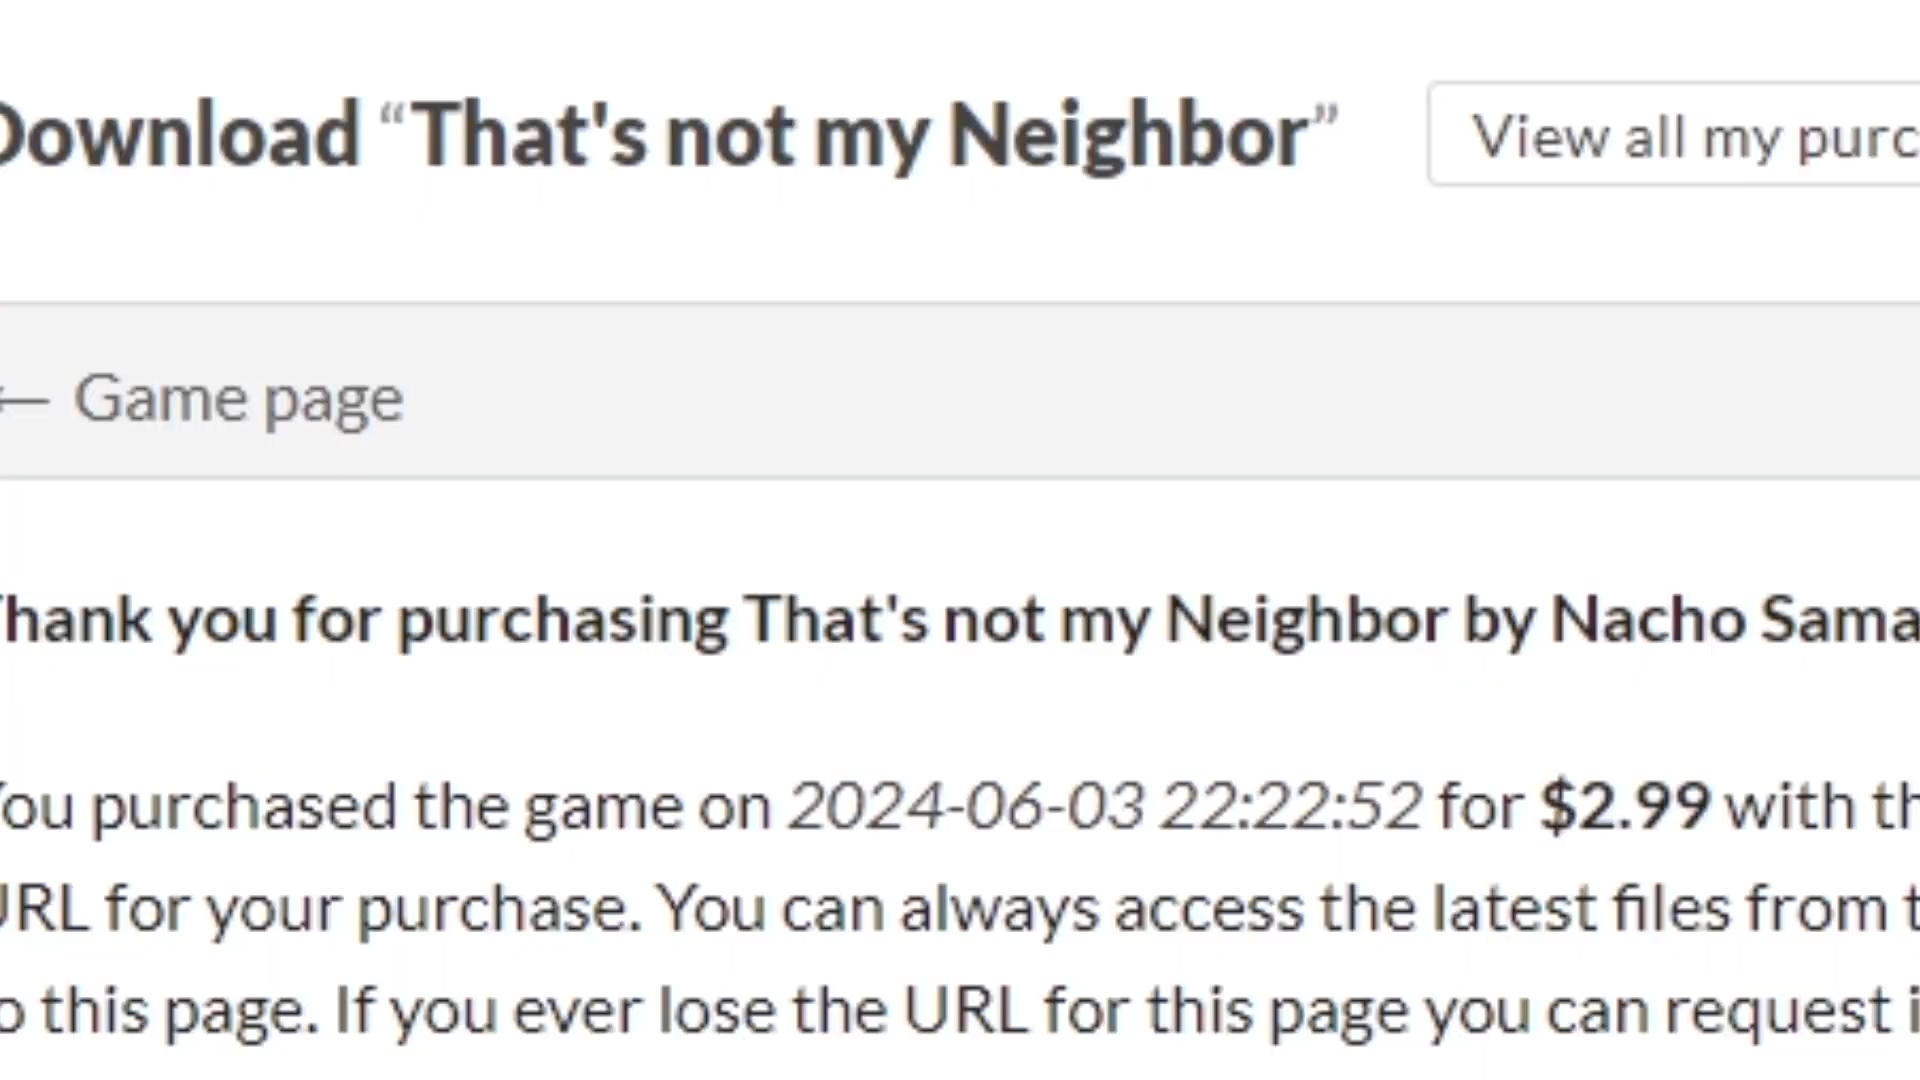 Download “That's not my Neighbor”
View all my purc
← Game page
Thank you for purchasing That's not my Neighbor by Nacho Sama
You purchased the game on 2024-06-03 22:22:52 for $2.99 with th
URL for your purchase. You can always access the latest files from t
o this page. If you ever lose the URL for this page you can request i